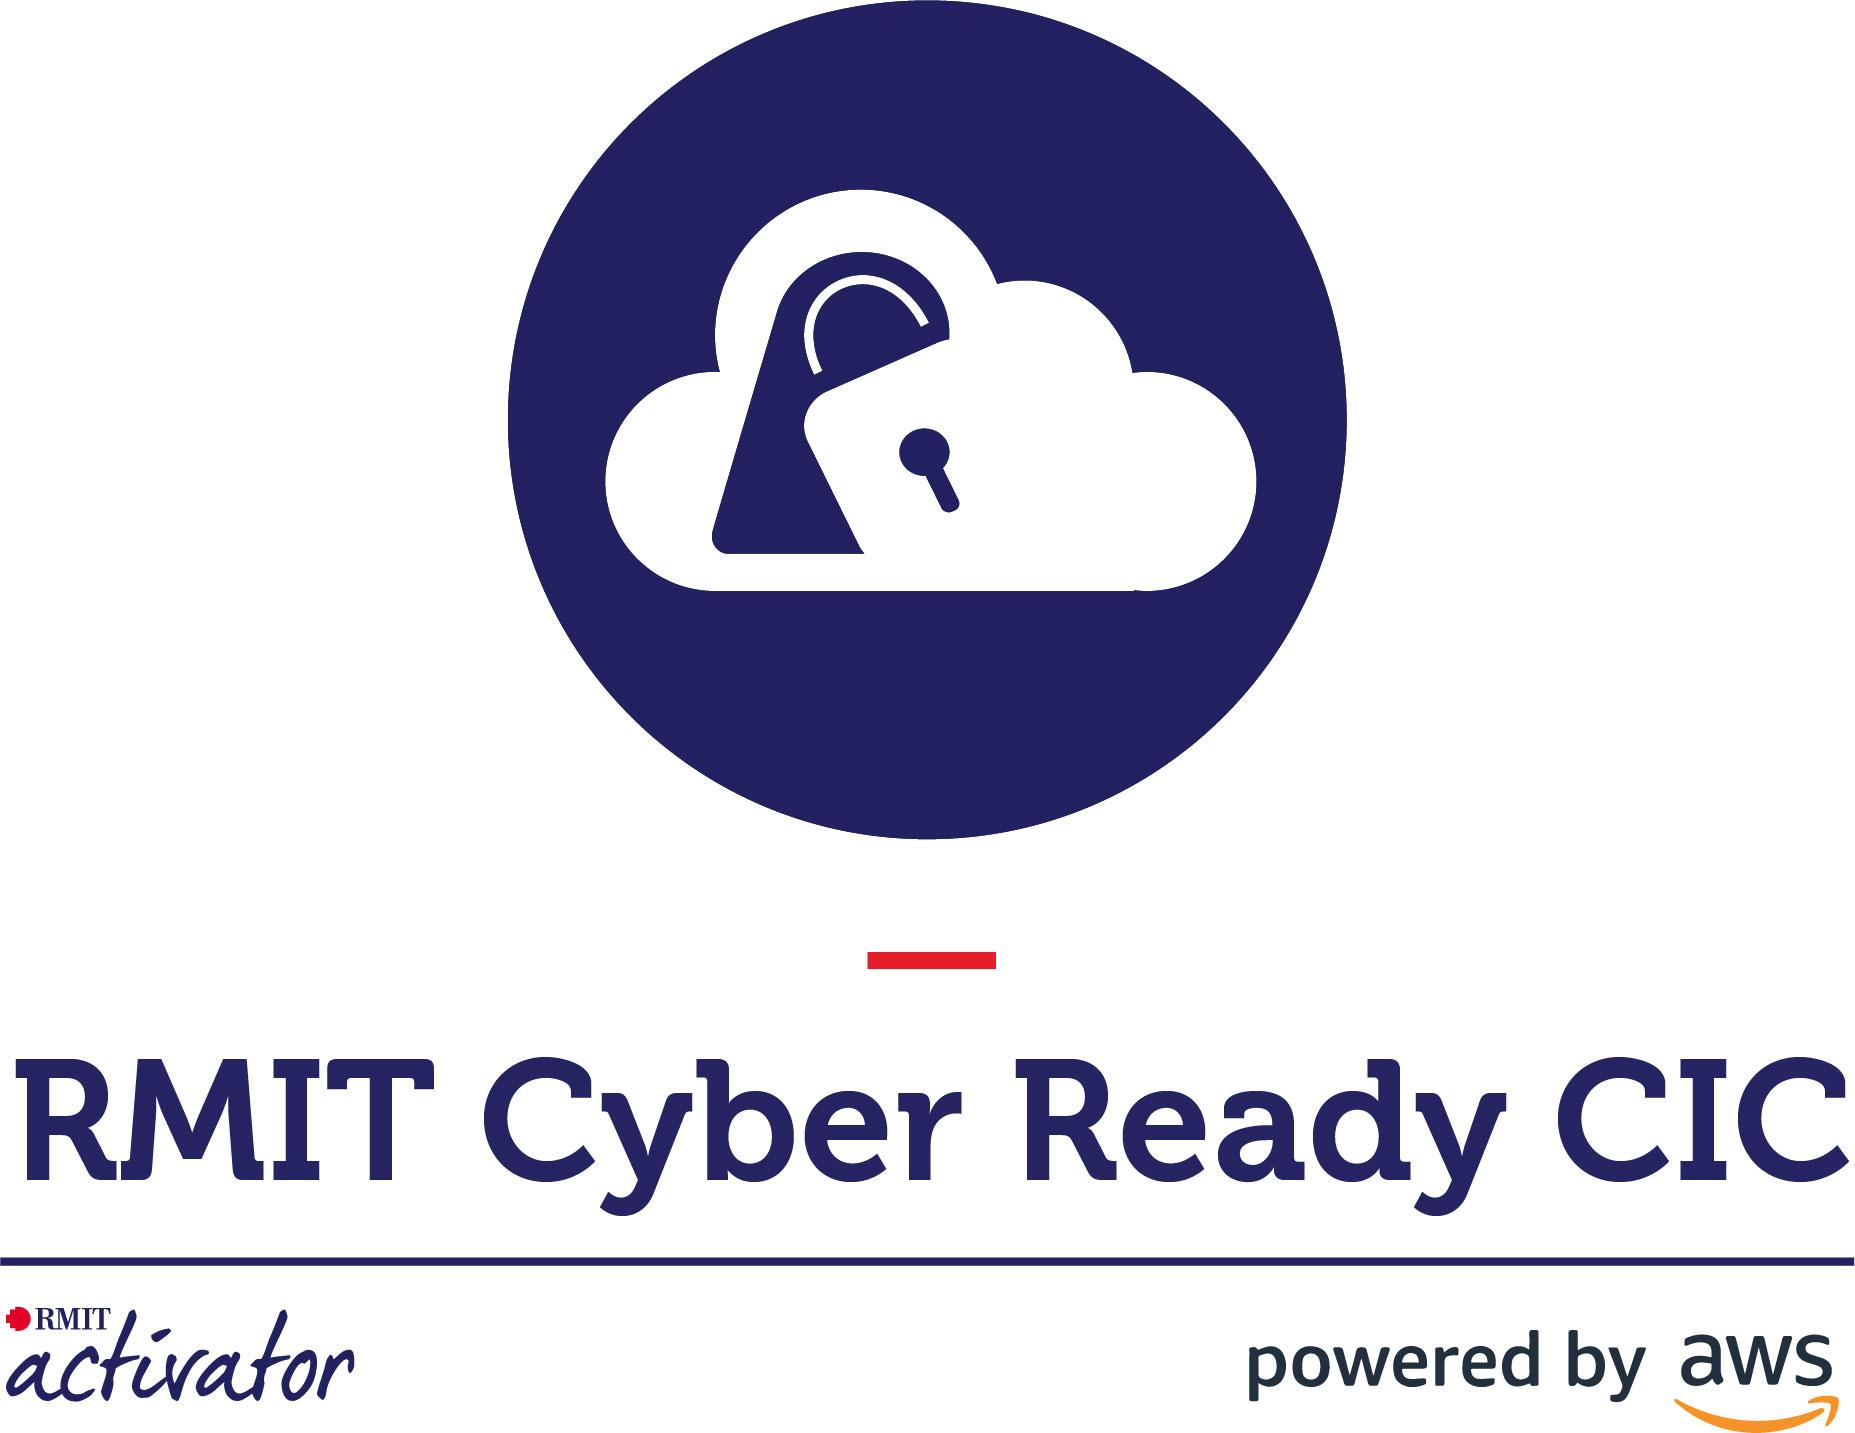 RMIT Cyber Ready CIC
RMIT
activator
powered by aws